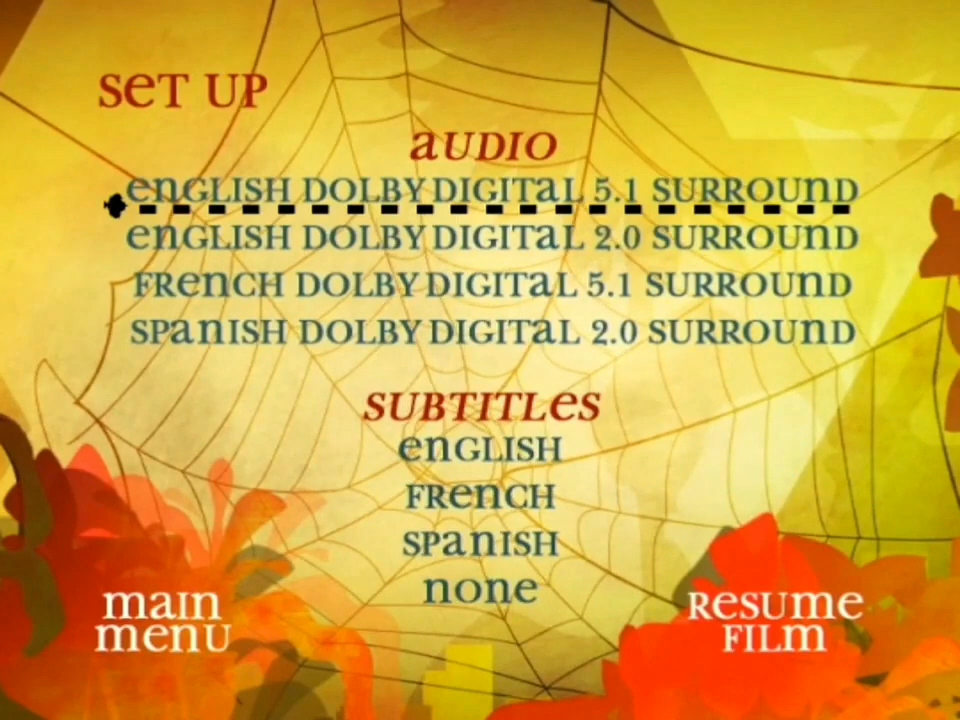 SET UP
AUDIO
ENGLISH DOLBY DIGITAL 5.1 SURROUND
ENGLISH DOLBY DIGITAL 2.0 SURROUND
FRENCH DOLBY DIGITAL 5.1 SURROUND
SPANISH DOLBY DIGITAL 2.0 SURROUND
SUBTITLES
ENGLISH
FRENCH
SPANISH
NONE
MAIN
MENU
RESUME
FILM